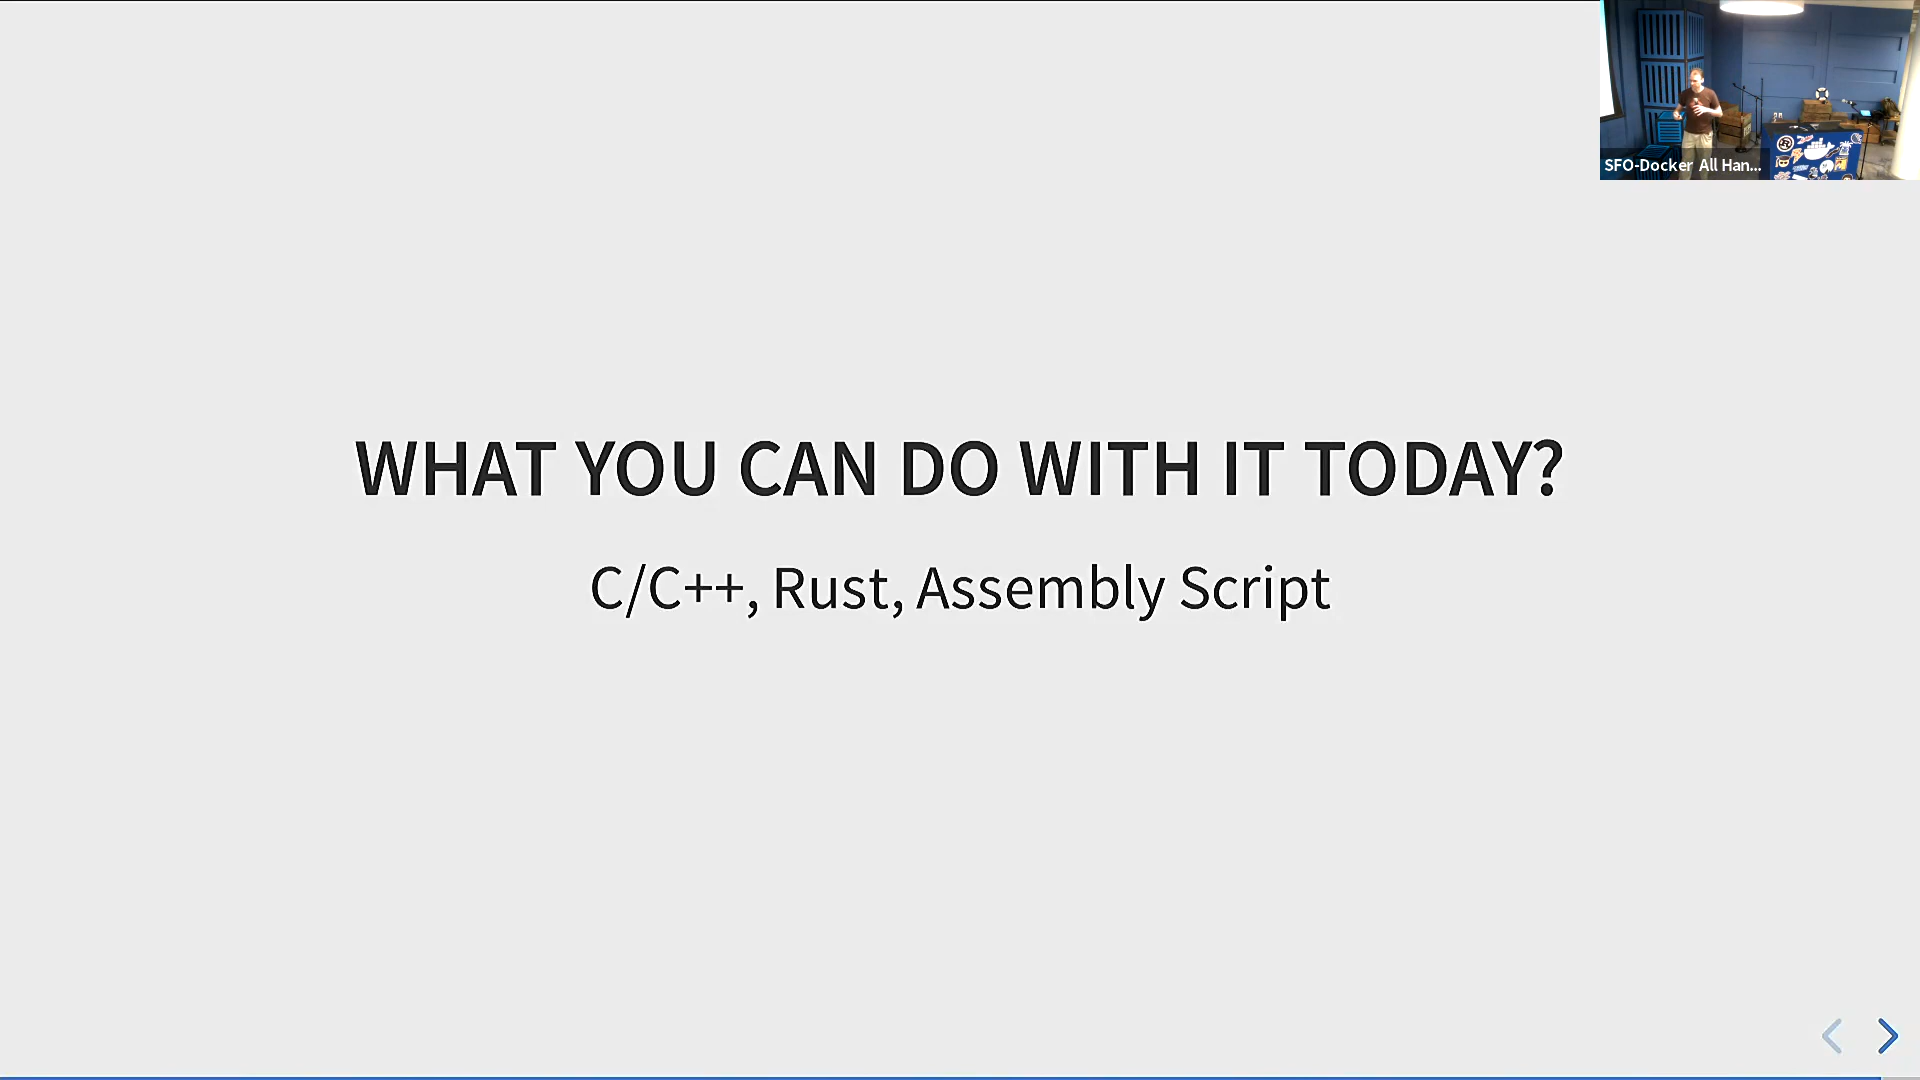 SFO-Docker All Han...
WHAT YOU CAN DO WITH IT TODAY?
C/C++, Rust, Assembly Script